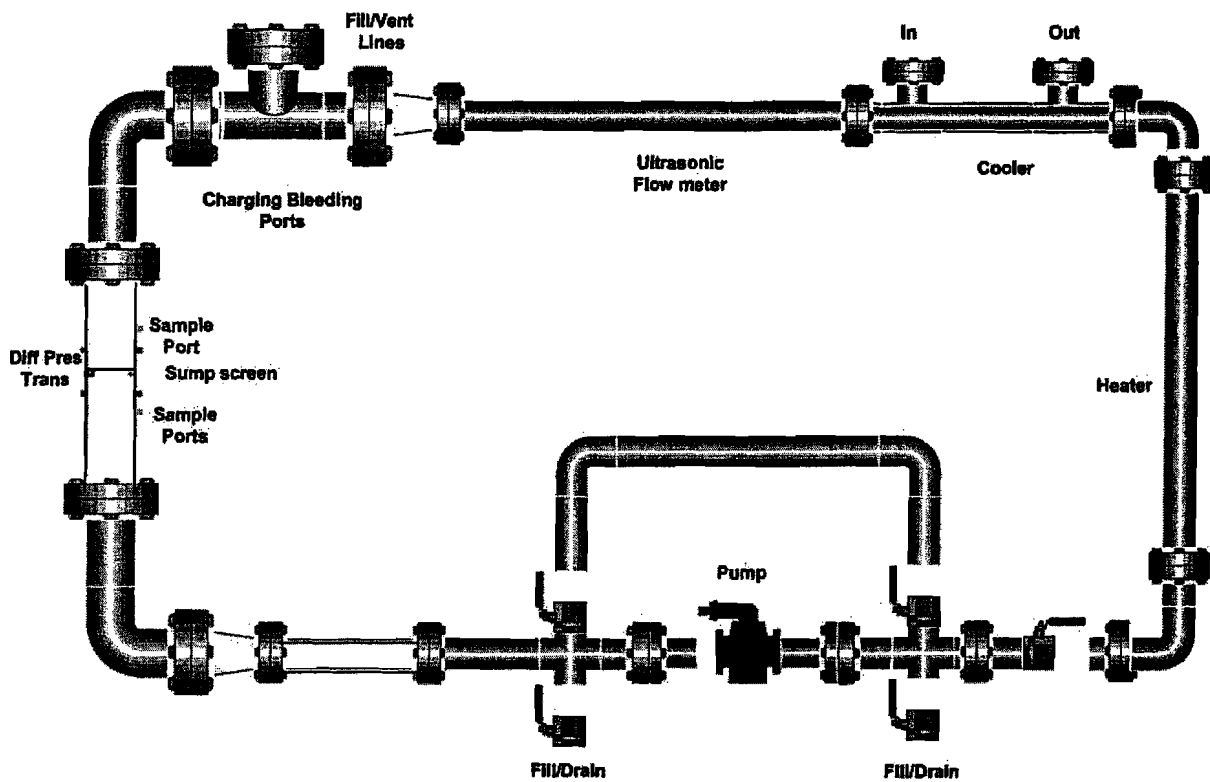 Fill/Vent
Lines
In
Out
Ultrasonic
Flow meter
Cooler
Charging Bleeding
Ports
Sample
Port
Diff Pres
Trans
Sump screen
Sample
Ports
Heater
Pump
Fill/Drain
Fill/Drain